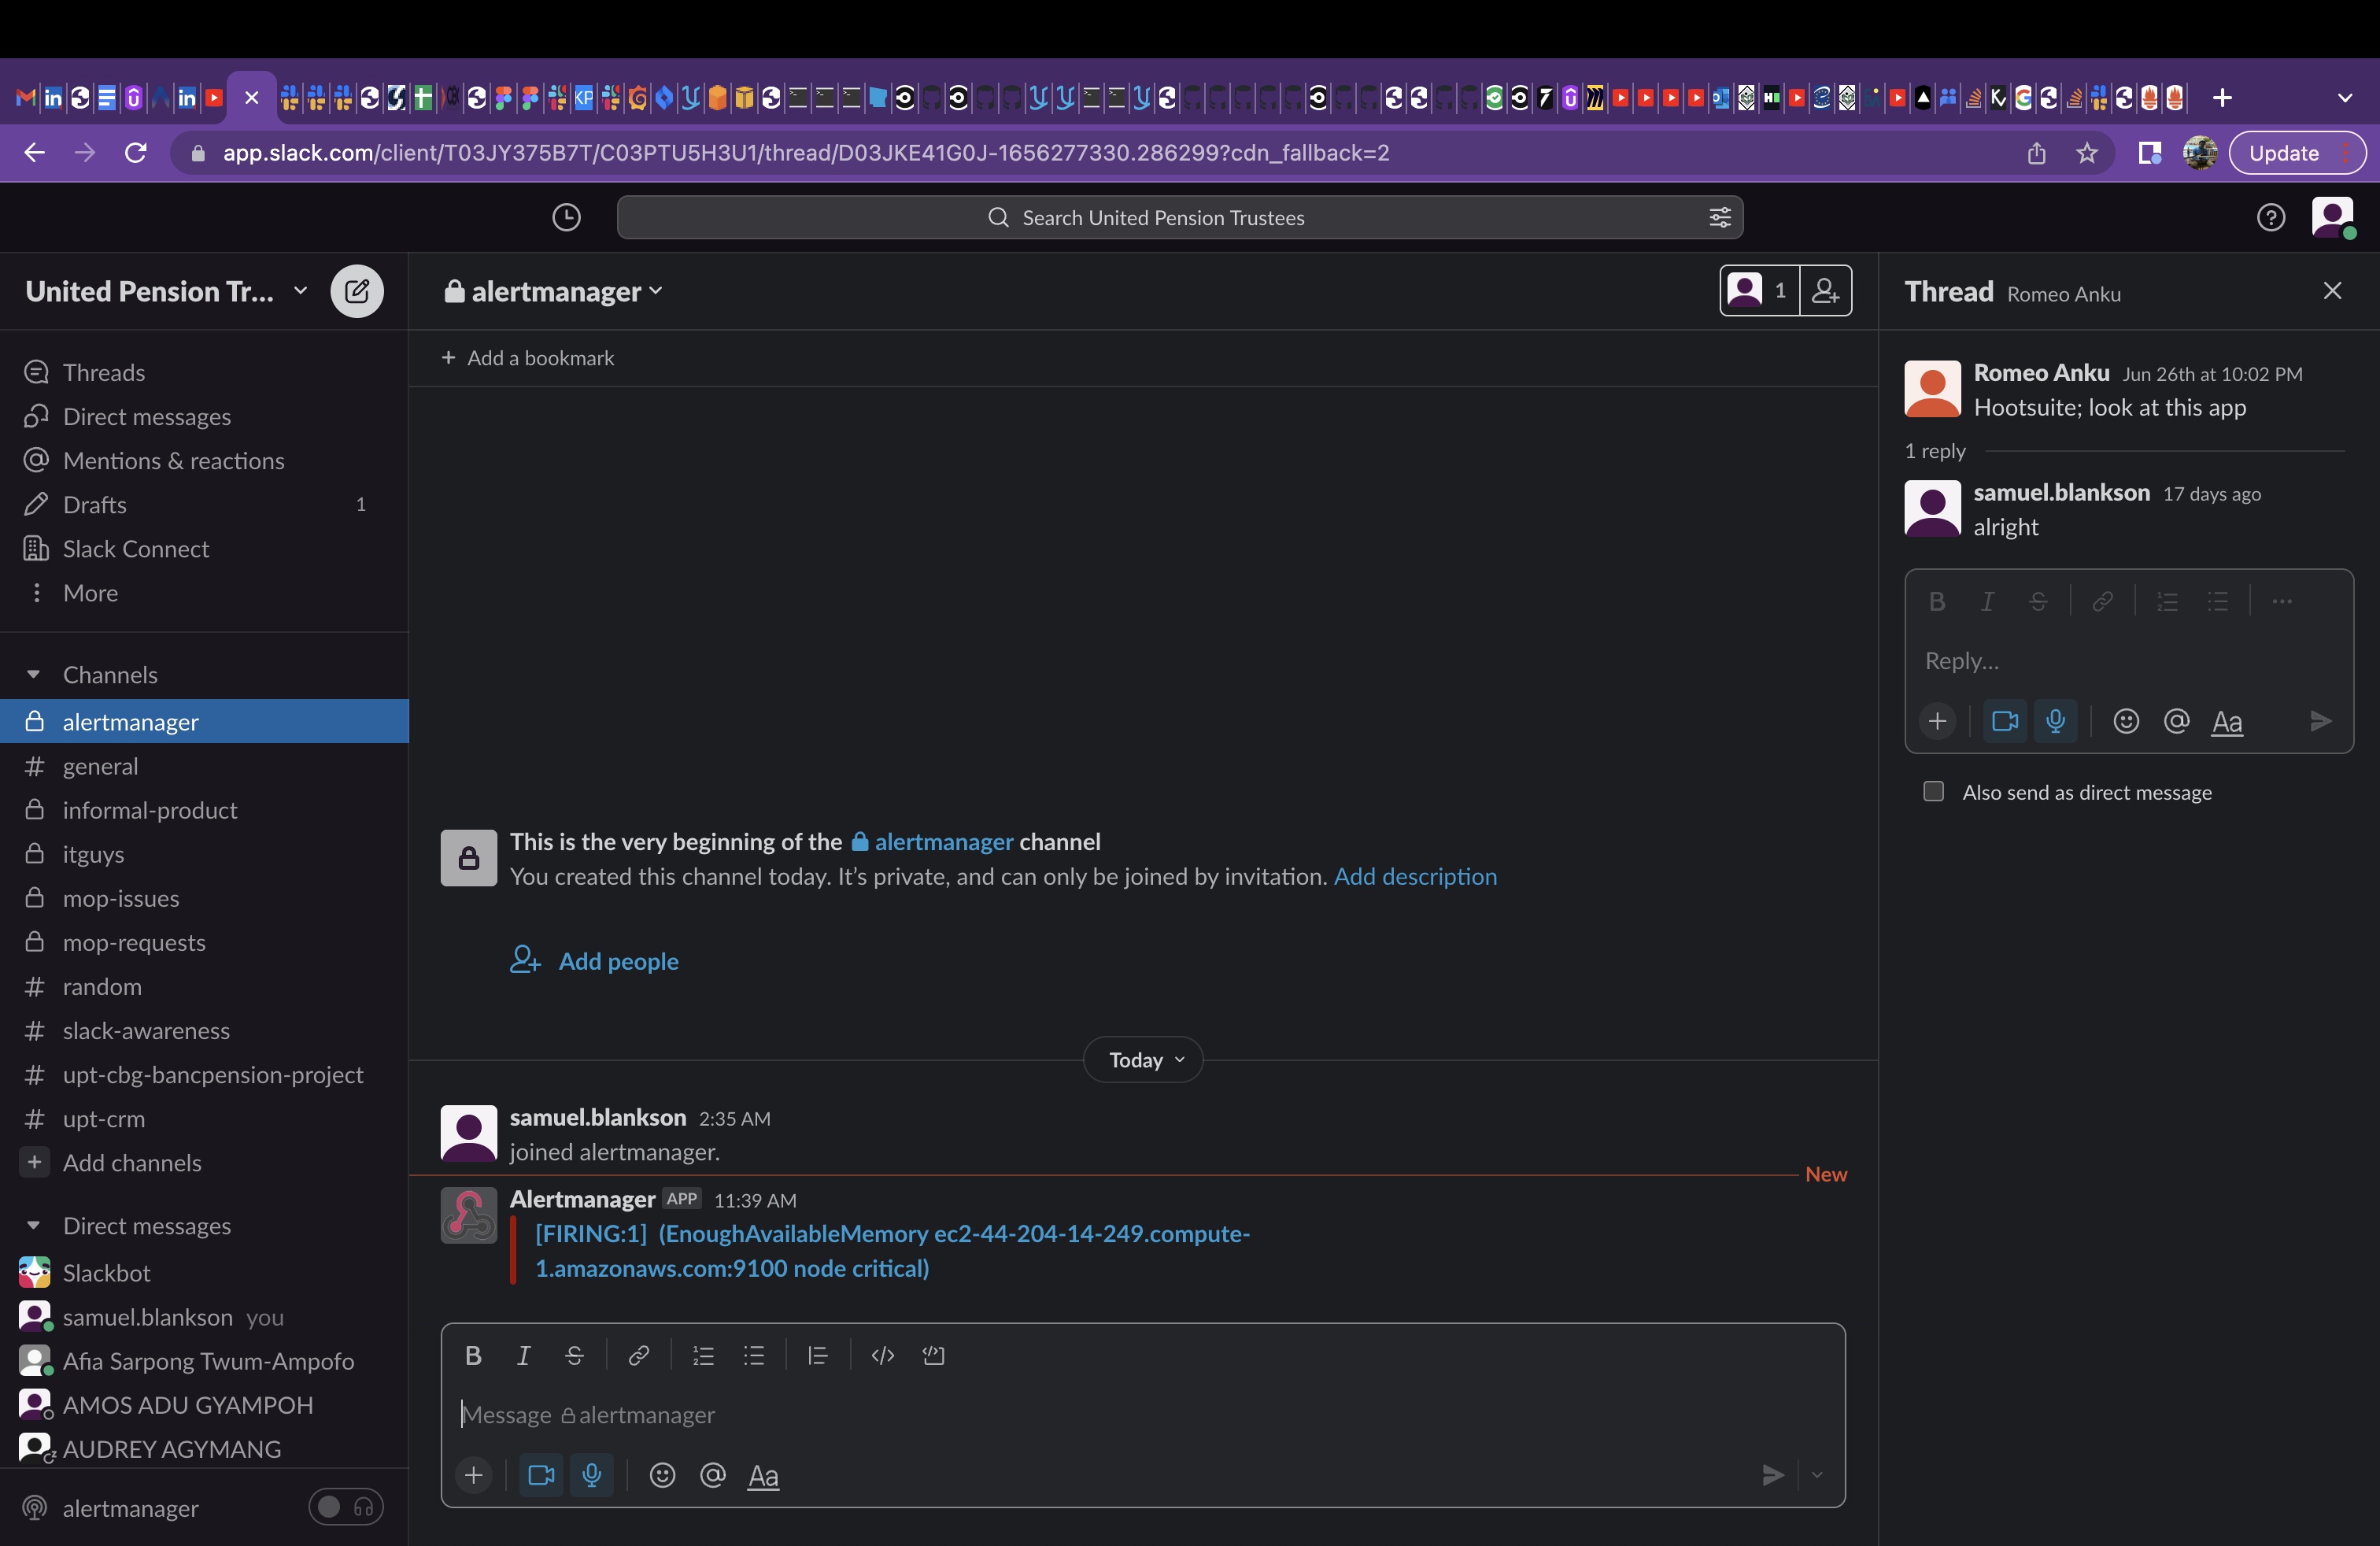 app.slack.com/client/T03JY375B7T/C03PTU5H3U1/thread/D03JKE41G0J-1656277330.286299?cdn_fallback=2
Update
Search United Pension Trustees
United Pension Tr...
Threads
Direct messages
Mentions & reactions
Drafts 1
Slack Connect
More
Channels
alertmanager
# general
informal-product
itguys
mop-issues
mop-requests
# random
# slack-awareness
# upt-cbg-bancpension-project
# upt-crm
+ Add channels
Direct messages
Slackbot
samuel.blankson you
Afia Sarpong Twum-Ampofo
AMOS ADU GYAMPOH
AUDREY AGYMANG
alertmanager
alertmanager
1
+ Add a bookmark
This is the very beginning of the alertmanager channel
You created this channel today. It’s private, and can only be joined by invitation. Add description
Add people
Today
samuel.blankson 2:35 AM
joined alertmanager.
New
Alertmanager APP 11:39 AM
[FIRING:1] (EnoughAvailableMemory ec2-44-204-14-249.compute-
1.amazonaws.com:9100 node critical)
B I S
Message alertmanager
+ @ Aa
Thread Romeo Anku
Romeo Anku Jun 26th at 10:02 PM
Hootsuite; look at this app
1 reply
samuel.blankson 17 days ago
alright
B I S
Reply...
+ @ Aa
Also send as direct message